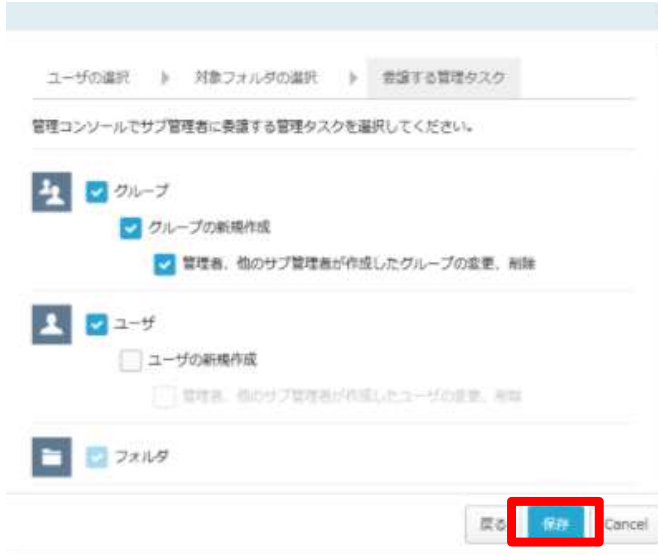 ユーザの選択 ▶ 対象フォルダの選択 ▶ 委譲する管理タスク
管理コンソールでサブ管理者に委譲する管理タスクを選択してください。
グループ
グループの新規作成
管理者、他のサブ管理者が作成したグループの変更、削除
ユーザ
ユーザの新規作成
管理者、他のサブ管理者が作成したユーザの変更、削除
フォルダ
戻る 保存 Cancel